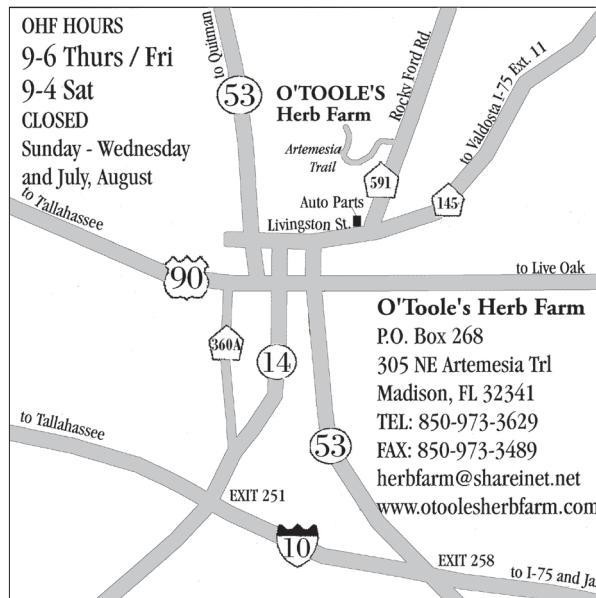 OHF HOURS
9-6 Thurs / Fri
9-4 Sat
CLOSED
Sunday - Wednesday
and July, August
to Quitman
53
O'TOOLE'S
Herb Farm
Rocky Ford Rd.
to Valdosta I-75 Ext. 11
Artemesia
Trail
591
145
Auto Parts
Livingston St.
to Tallahassee
90
to Live Oak
360A
14
O'Toole's Herb Farm
P.O. Box 268
305 NE Artemesia Trl
Madison, FL 32341
TEL: 850-973-3629
FAX: 850-973-3489
herbfarm@shareinet.net
www.otoolesherbfarm.com
to Tallahassee
53
EXIT 251
10
EXIT 258
to I-75 and Ja